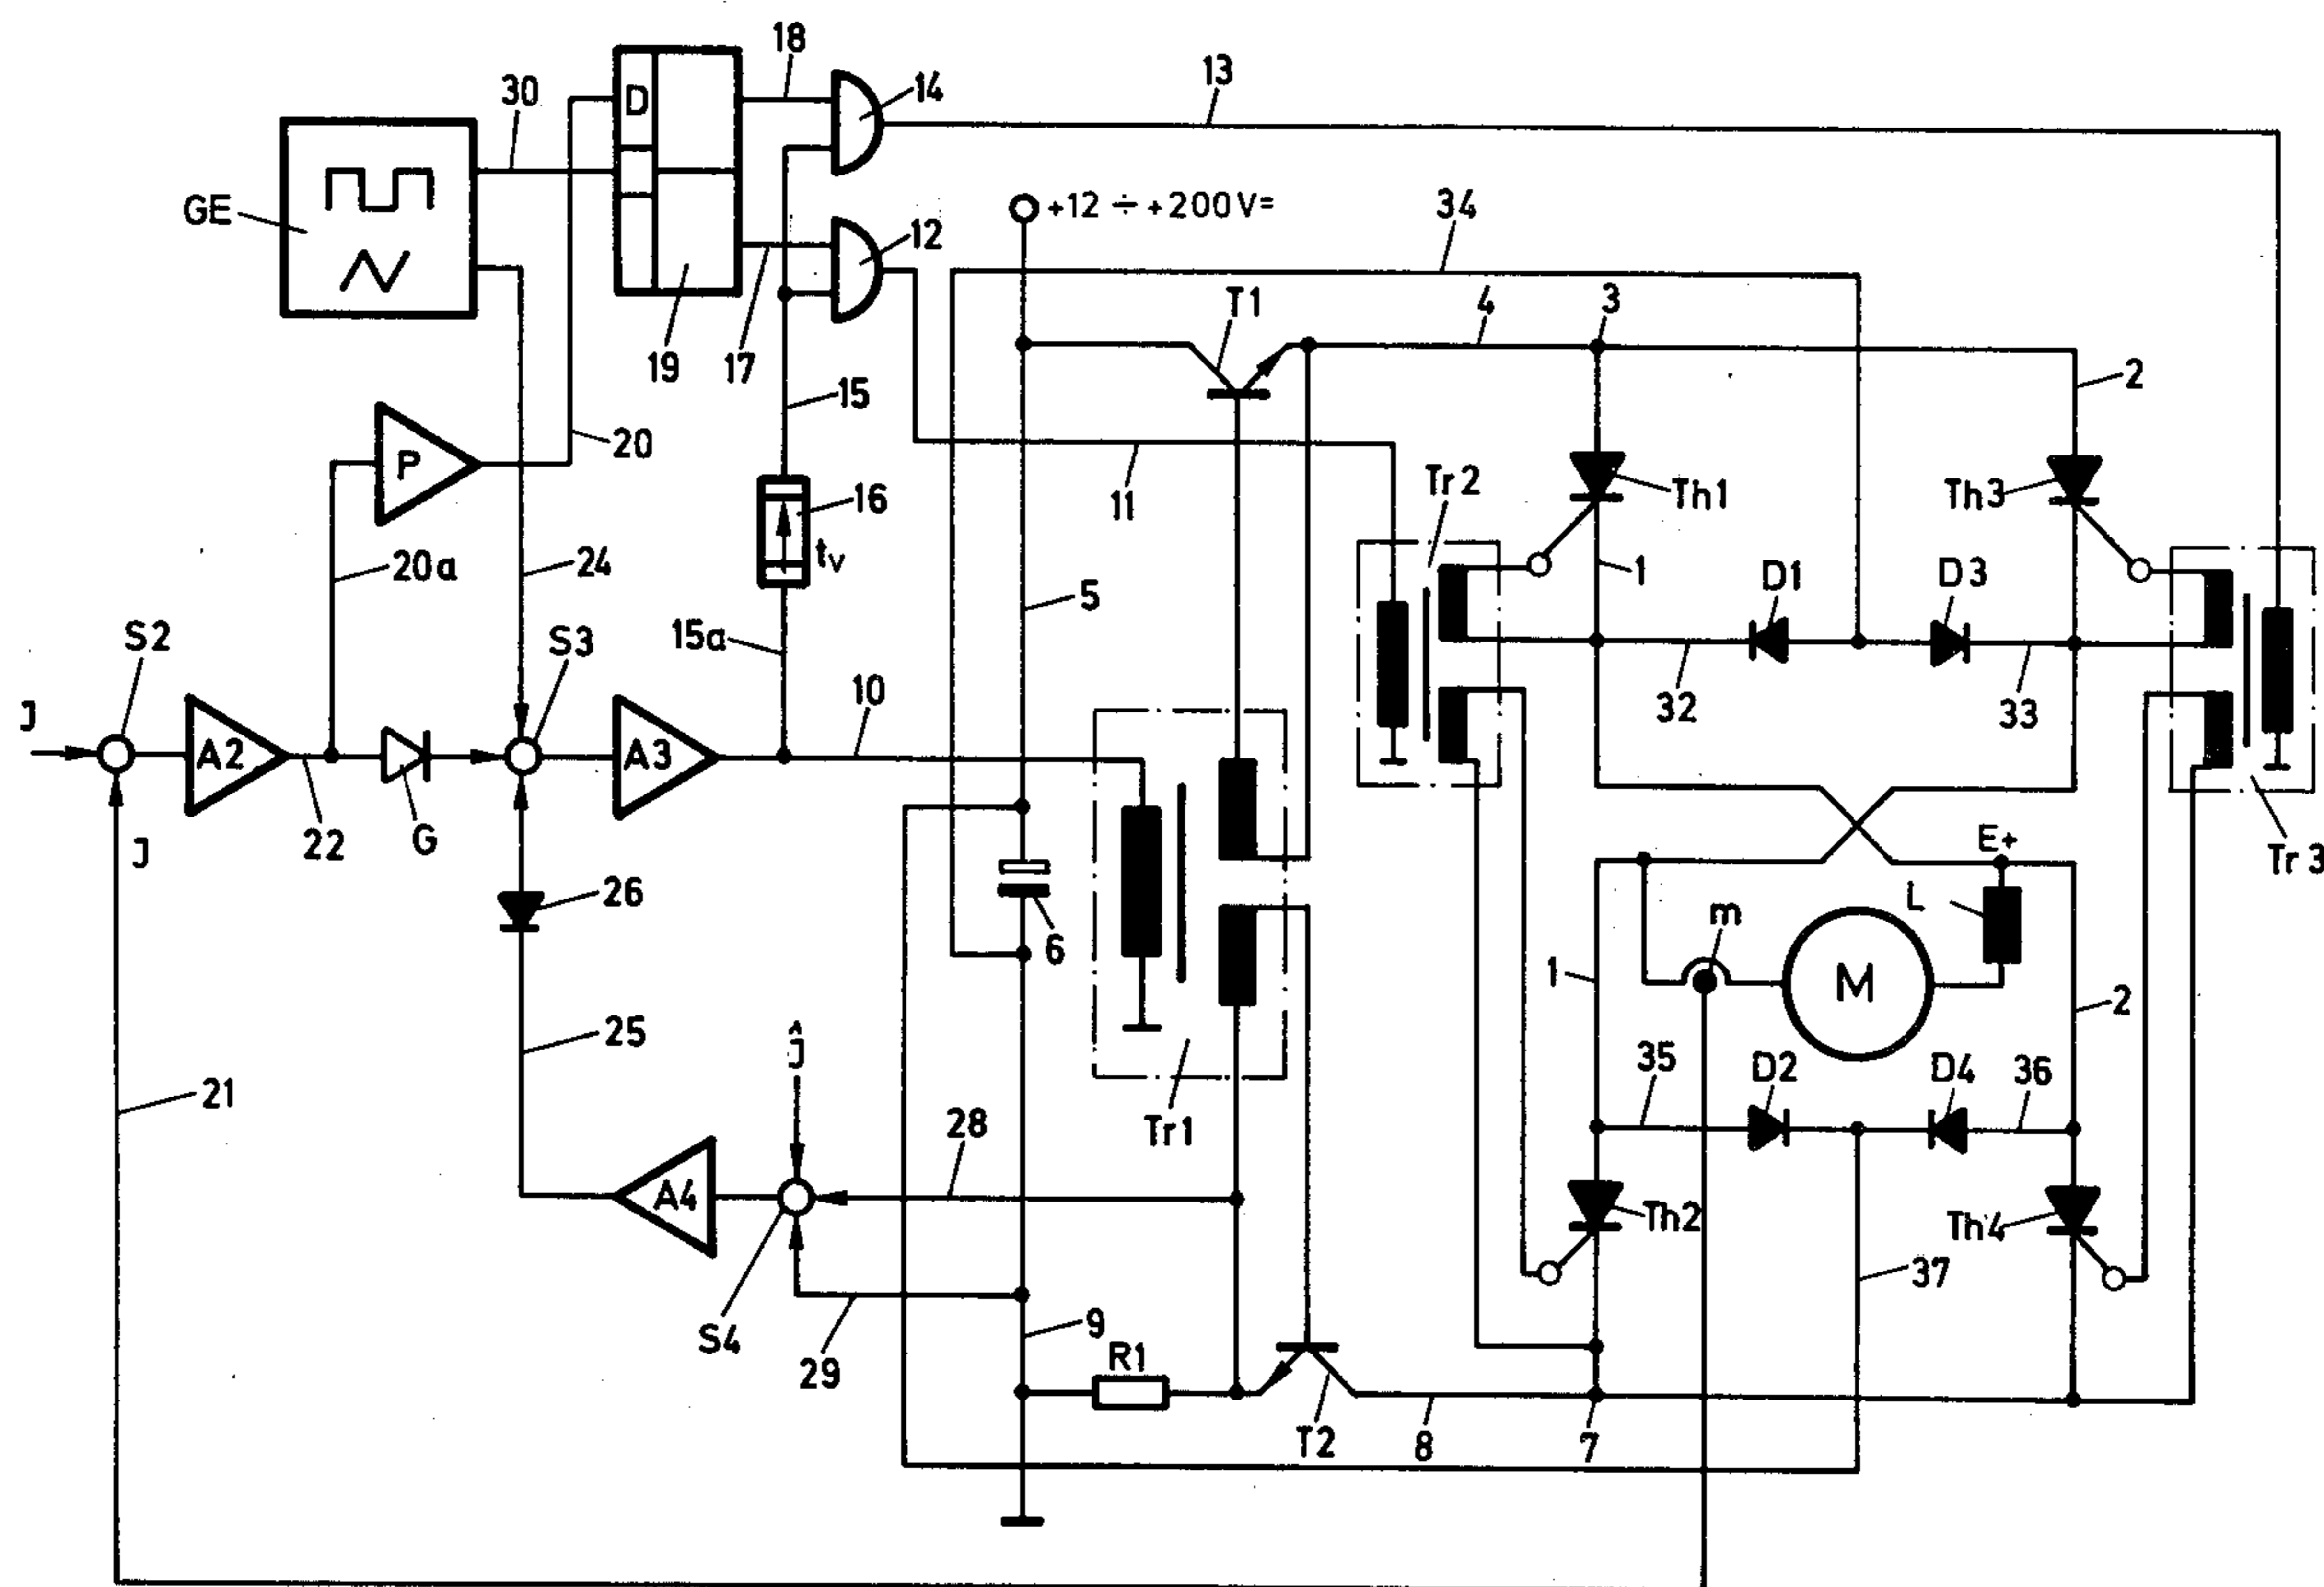 18
13
30
D
14
GE
+12 ÷ +200 V=
34
12
T1
4
3
19
17
2
15
P
20
11
Tr2
16
Th1
Th3
tv
20a
24
5
1
D1
D3
S2
15a
S3
10
32
33
J
A2
A3
22
G
J
E+
Tr 3
L
26
m
6
1
M
2
25
Ĵ
35
D2
D4
36
21
28
Tr1
A4
Th2
Th4
37
S4
9
29
R1
T2
8
7